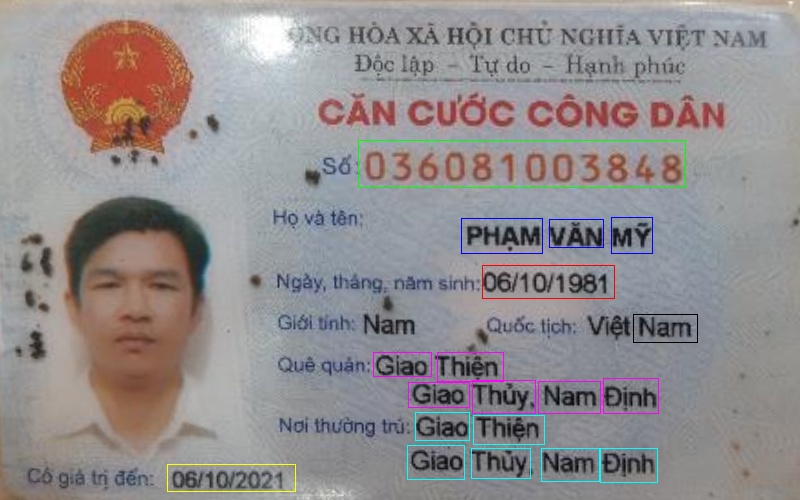 CỘNG HÒA XÃ HỘI CHỦ NGHĨA VIỆT NAM
Độc lập - Tự do - Hạnh phúc
CĂN CƯỚC CÔNG DÂN
Số: 036081003848
Họ và tên:
PHẠM VĂN MỸ
Ngày, tháng, năm sinh: 06/10/1981
Giới tính: Nam Quốc tịch: Việt Nam
Quê quán: Giao Thiện
Giao Thủy, Nam Định
Nơi thường trú: Giao Thiện
Giao Thủy, Nam Định
Có giá trị đến: 06/10/2021